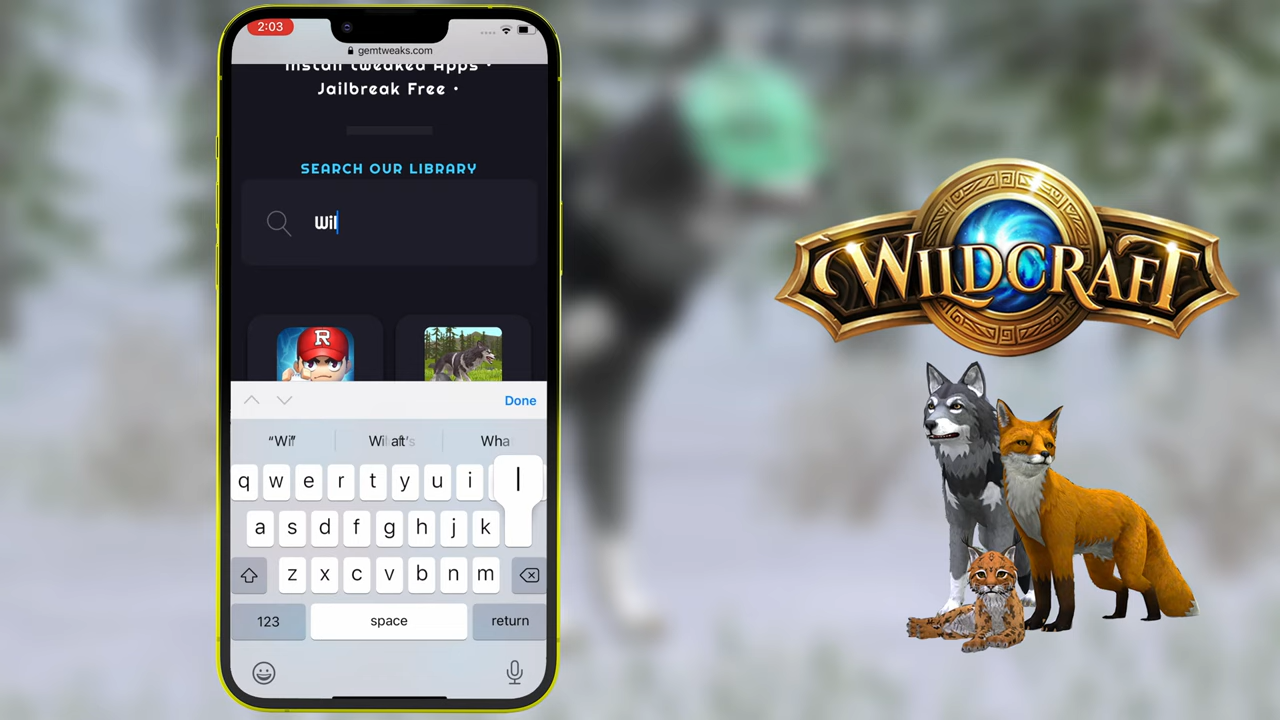 2:03
gemtweaks.com
Install tweaked Apps •
Jailbreak Free •
SEARCH OUR LIBRARY
Wil
R
Done
"Wil"
Wha
q w e r t y u i l
a s d f g h j k
z x c v b n m
123 space return
WILDCRAFT